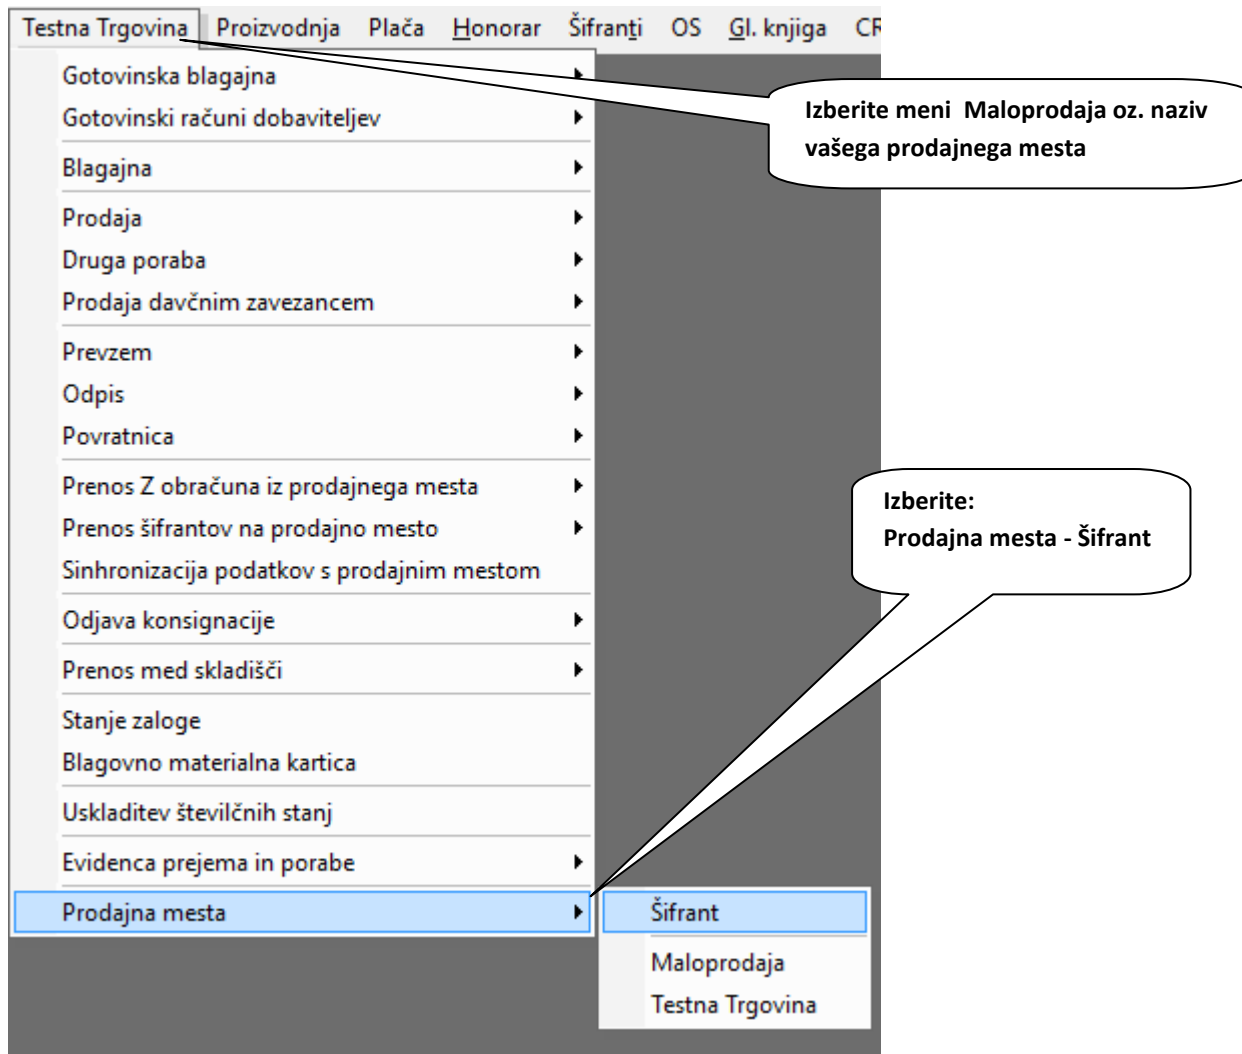 Testna Trgovina Proizvodnja Plača Honorar Šifranti OS Gl. knjiga CR
Gotovinska blagajna
Gotovinski računi dobaviteljev
Blagajna
Prodaja
Druga poraba
Prodaja davčnim zavezancem
Prevzem
Odpis
Povratnica
Prenos Z obračuna iz prodajnega mesta
Prenos šifrantov na prodajno mesto
Sinhronizacija podatkov s prodajnim mestom
Odjava konsignacije
Prenos med skladišči
Stanje zaloge
Blagovno materialna kartica
Uskladitev številčnih stanj
Evidenca prejema in porabe
Prodajna mesta
Šifrant
Maloprodaja
Testna Trgovina
Izberite meni Maloprodaja oz. naziv
vašega prodajnega mesta
Izberite:
Prodajna mesta - Šifrant